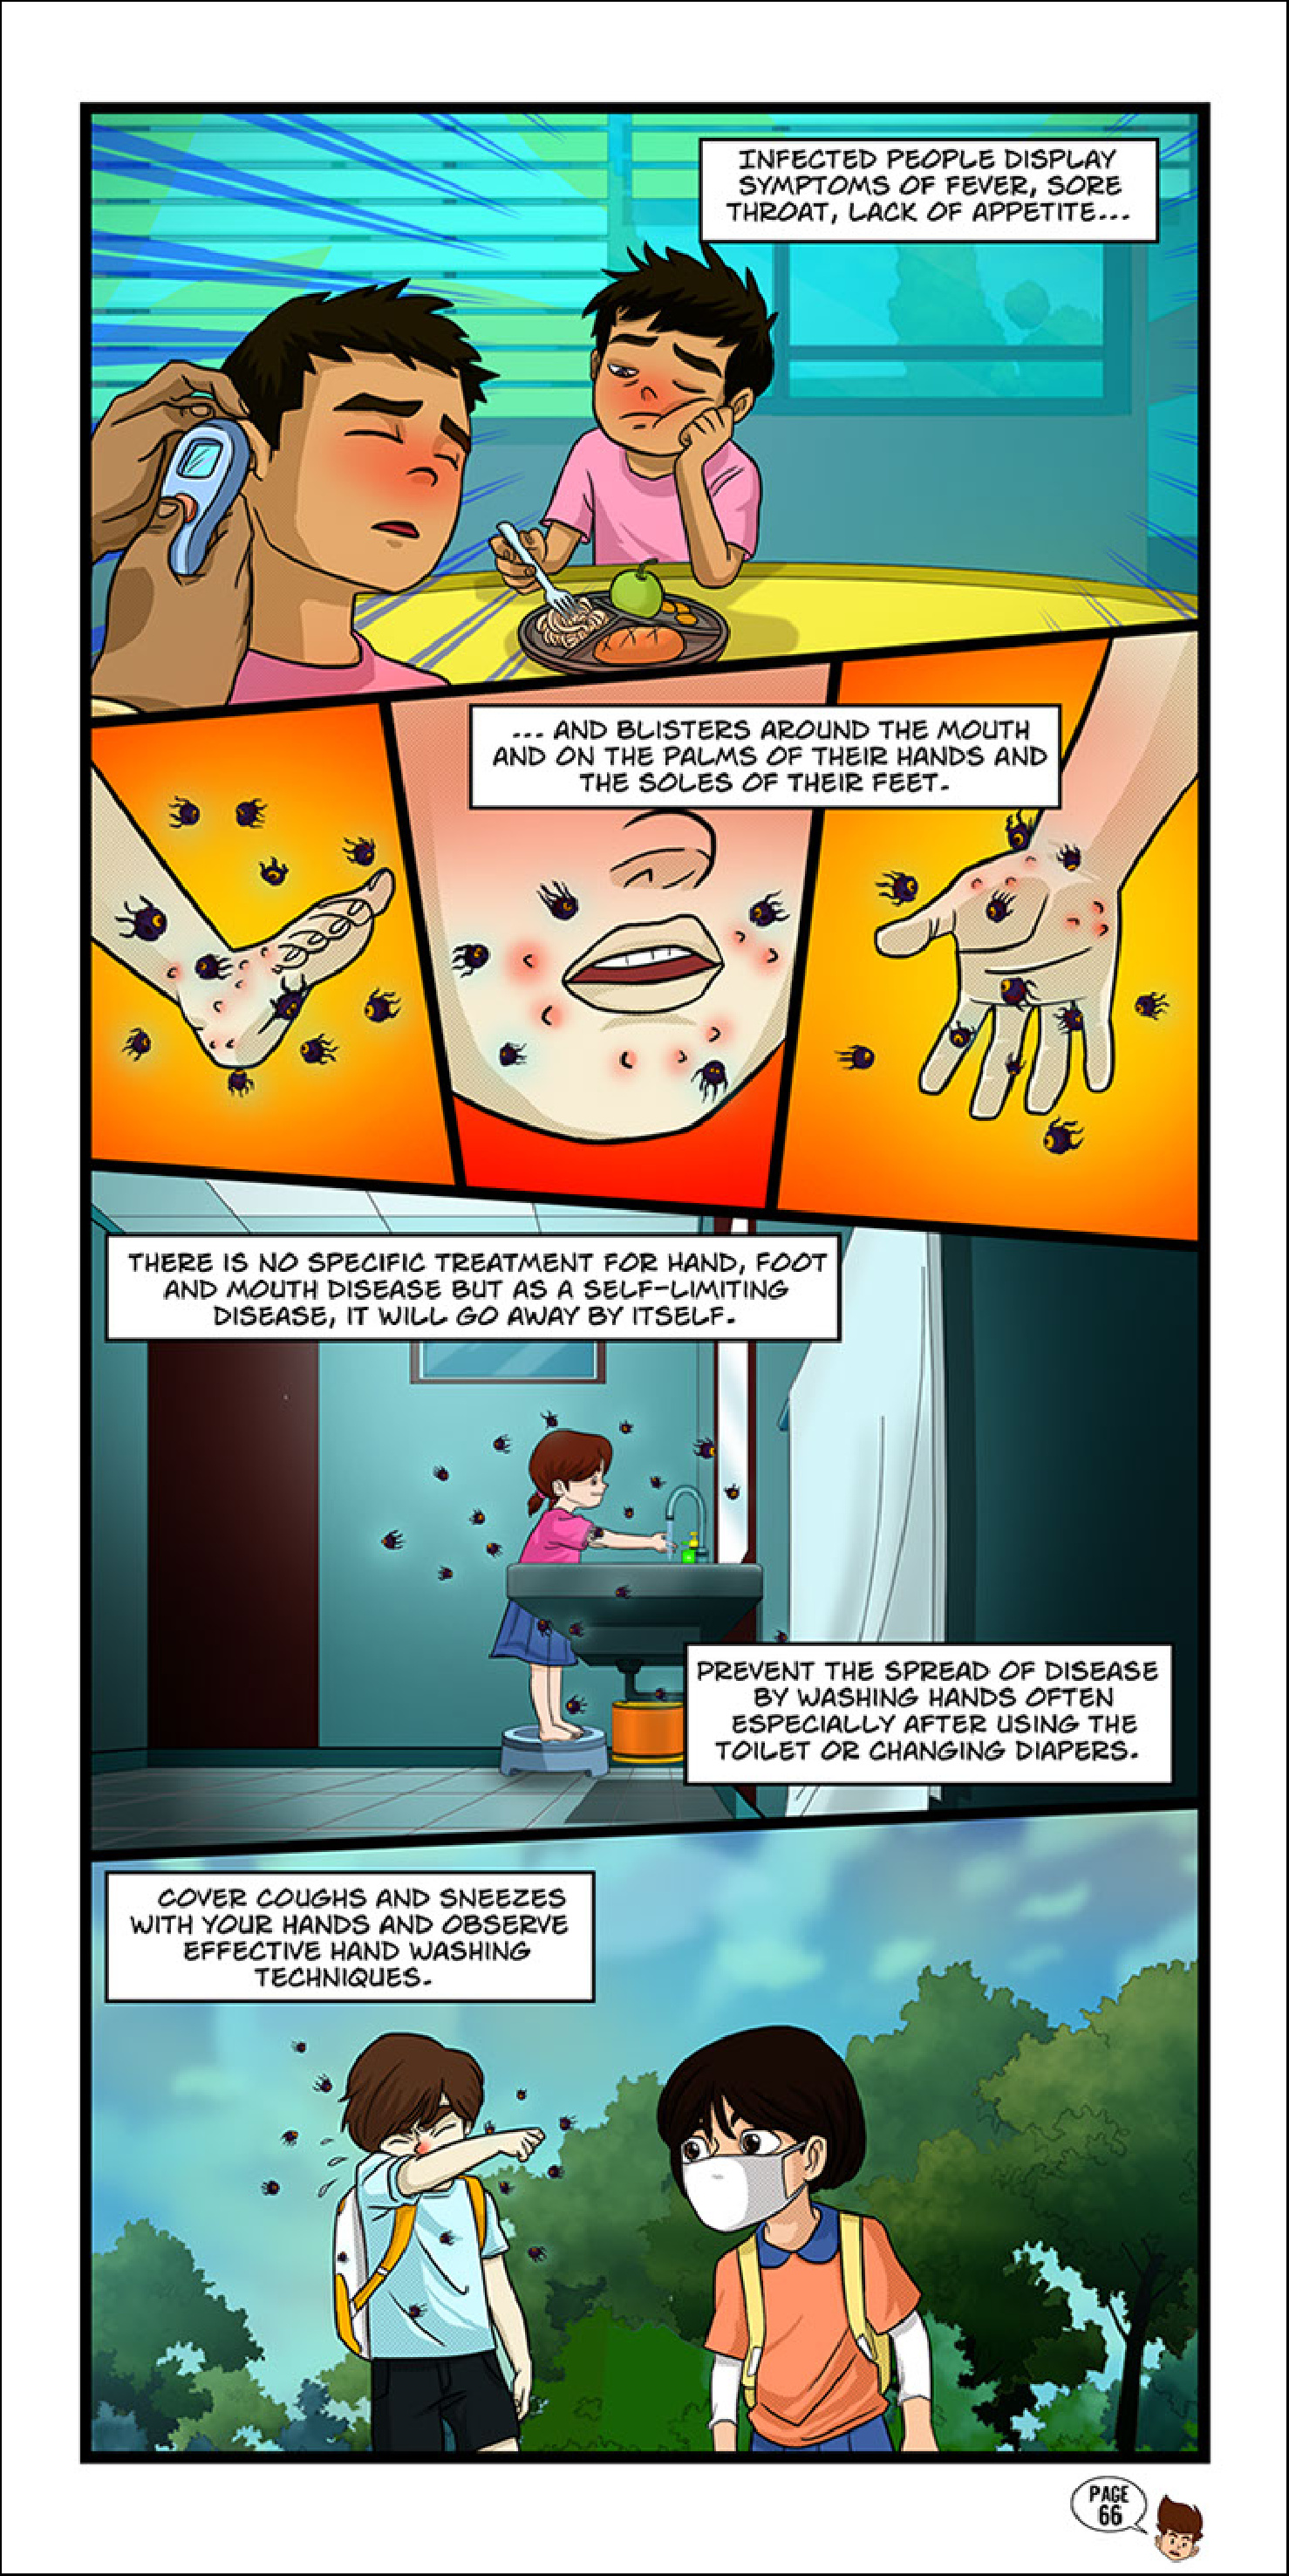 INFECTED PEOPLE DISPLAY
SYMPTOMS OF FEVER, SORE
THROAT, LACK OF APPETITE...
... AND BLISTERS AROUND THE MOUTH
AND ON THE PALMS OF THEIR HANDS AND
THE SOLES OF THEIR FEET.
THERE IS NO SPECIFIC TREATMENT FOR HAND, FOOT
AND MOUTH DISEASE BUT AS A SELF-LIMITING
DISEASE, IT WILL GO AWAY BY ITSELF.
PREVENT THE SPREAD OF DISEASE
BY WASHING HANDS OFTEN
ESPECIALLY AFTER USING THE
TOILET OR CHANGING DIAPERS.
COVER COUGHS AND SNEEZES
WITH YOUR HANDS AND OBSERVE
EFFECTIVE HAND WASHING
TECHNIQUES.
PAGE
66